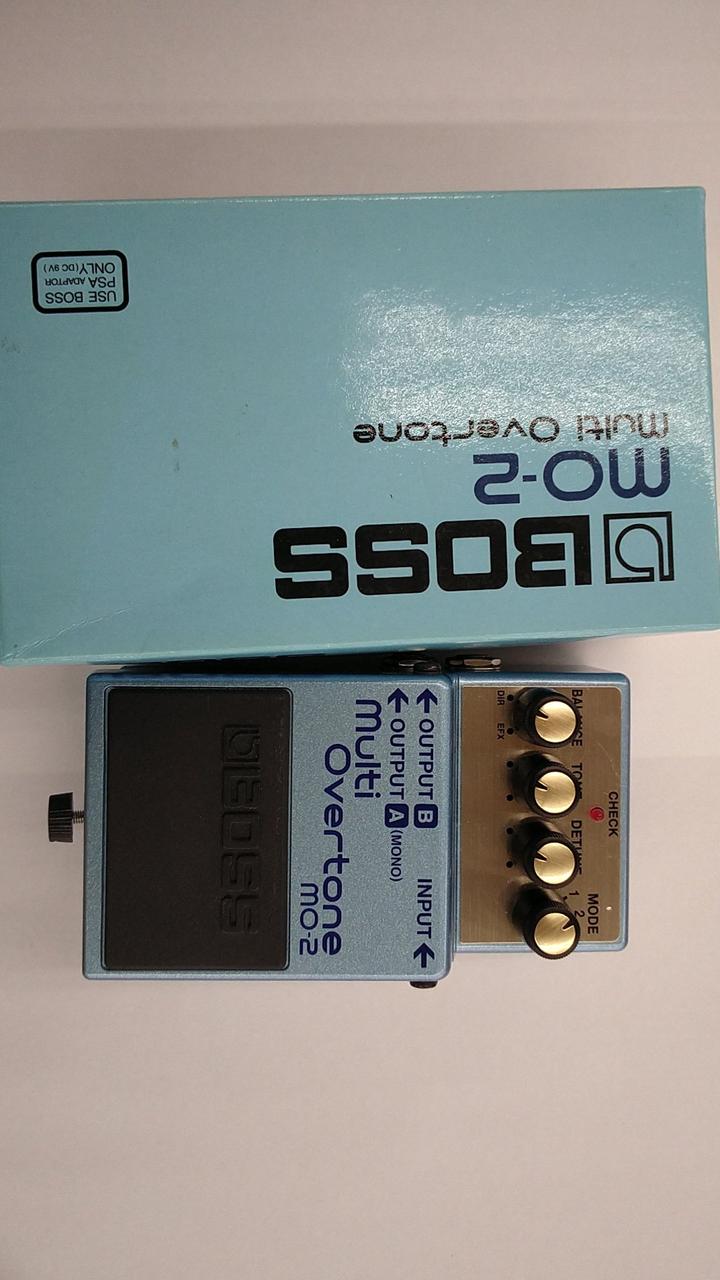 BOSS
MO-2
Multi Overtone
USE BOSS
PSA ADAPTOR
ONLY (DC 9V)
CHECK
BALANCE TONE DETUNE MODE
1 2
DIR EFX
OUTPUT B INPUT
OUTPUT A (MONO)
Multi
Overtone
MO-2
BOSS